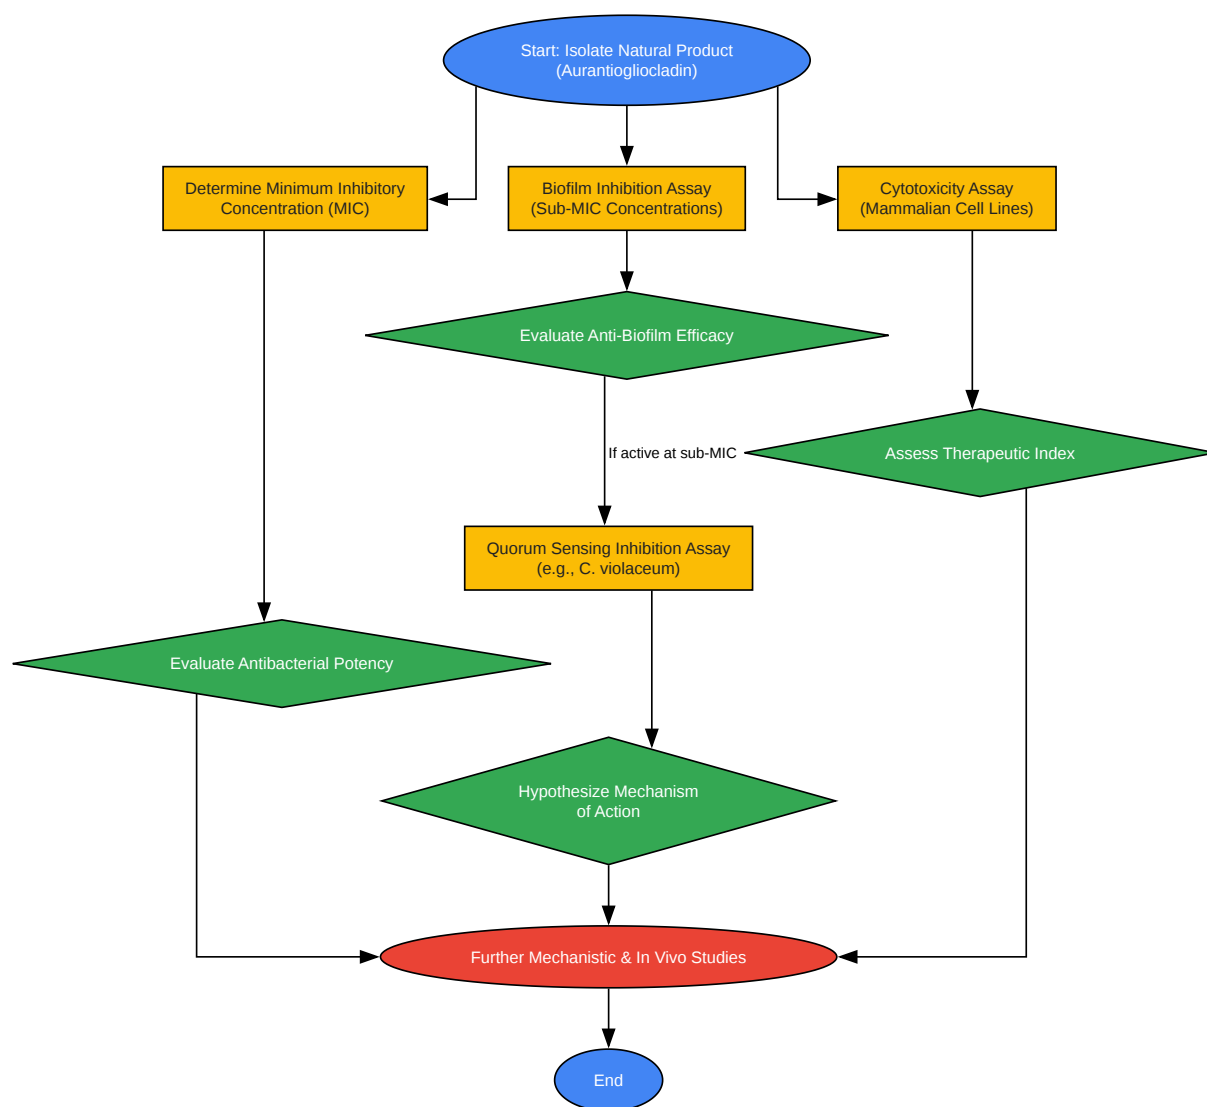 Start: Isolate Natural Product
(Aurantiogliocladin)
Determine Minimum Inhibitory
Concentration (MIC)
Biofilm Inhibition Assay
(Sub-MIC Concentrations)
Cytotoxicity Assay
(Mammalian Cell Lines)
Evaluate Anti-Biofilm Efficacy
If active at sub-MIC
Assess Therapeutic Index
Quorum Sensing Inhibition Assay
(e.g., C. violaceum)
Evaluate Antibacterial Potency
Hypothesize Mechanism
of Action
Further Mechanistic & In Vivo Studies
End